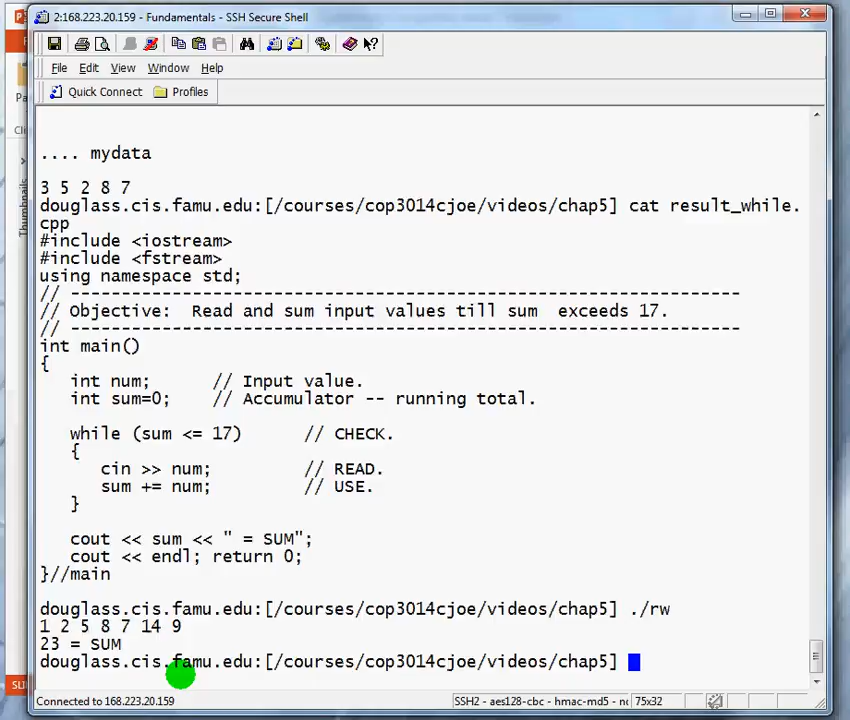 2:168.223.20.159 - Fundamentals - SSH Secure Shell
File Edit View Window Help
Quick Connect Profiles
.... mydata
3 5 2 8 7
douglass.cis.famu.edu:[/courses/cop3014cjoe/videos/chap5] cat result_while.
cpp
#include <iostream>
#include <fstream>
using namespace std;
// -------------------------------------------------------------------
// Objective:  Read and sum input values till sum  exceeds 17.
// -------------------------------------------------------------------
int main()
{
   int num;      // Input value.
   int sum=0;    // Accumulator -- running total.
   while (sum <= 17)      // CHECK.
   {
      cin >> num;         // READ.
      sum += num;         // USE.
   }
   cout << sum << " = SUM";
   cout << endl; return 0;
}//main
douglass.cis.famu.edu:[/courses/cop3014cjoe/videos/chap5] ./rw
1 2 5 8 7 14 9
23 = SUM
douglass.cis.famu.edu:[/courses/cop3014cjoe/videos/chap5]
Connected to 168.223.20.159 SSH2 - aes128-cbc - hmac-md5 - 75x32
Thumbnails